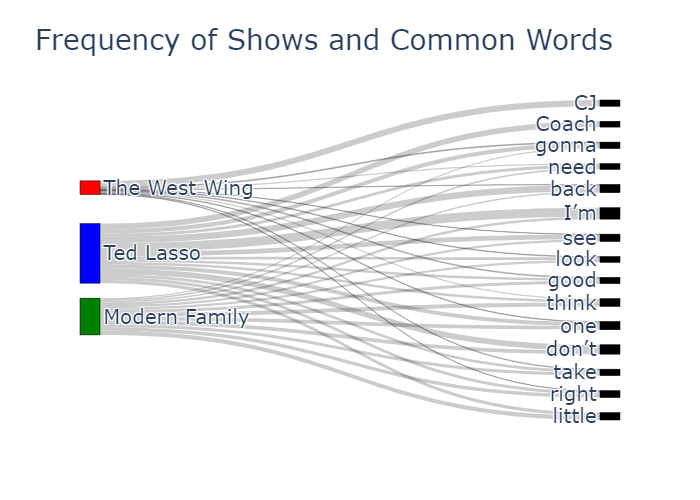 Frequency of Shows and Common Words
The West Wing
Ted Lasso
Modern Family
CJ
Coach
gonna
need
back
I’m
see
look
good
think
one
don’t
take
right
little